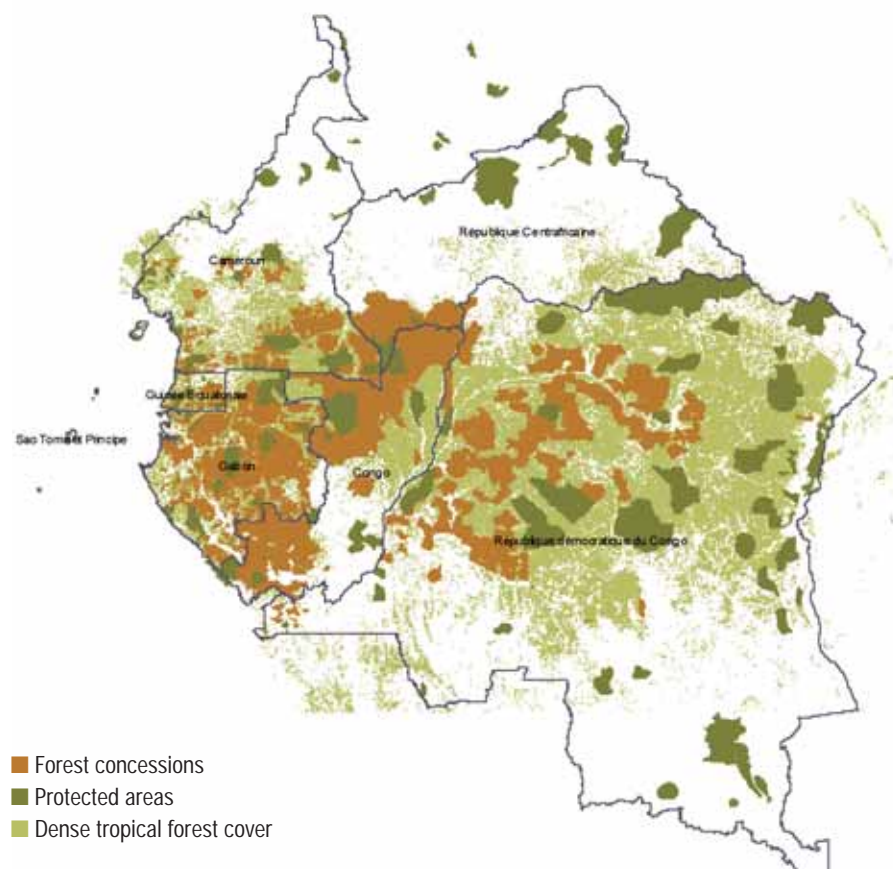 République Centrafricaine
Cameroun
Guinée Equatoriale
Sao Tomé et Principe
Gabon
Congo
République démocratique du Congo
Forest concessions
Protected areas
Dense tropical forest cover